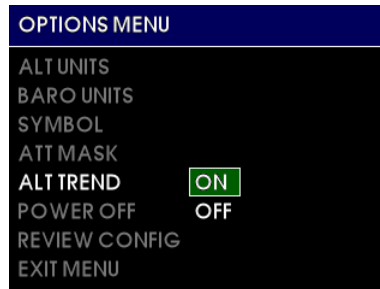 OPTIONS MENU
ALT UNITS
BARO UNITS
SYMBOL
ATT MASK
ALT TREND ON
POWER OFF OFF
REVIEW CONFIG
EXIT MENU